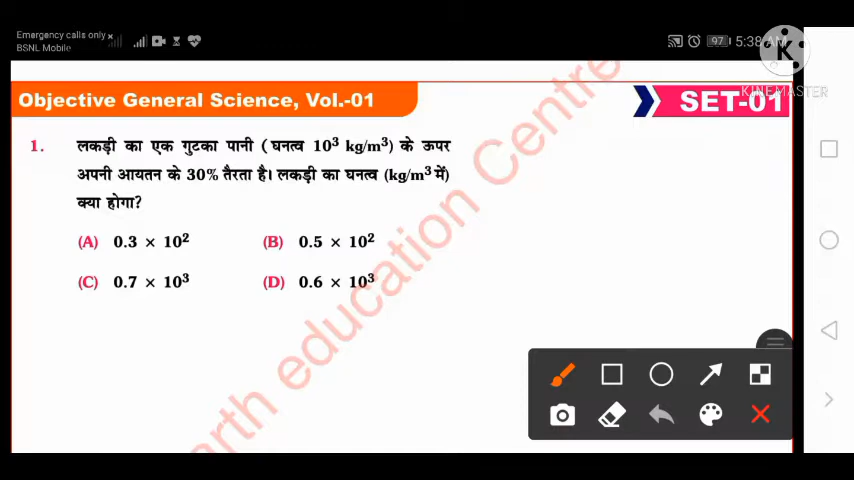 Emergency calls only
BSNL Mobile
97 5:38 AM
KINEMASTER
Objective General Science, Vol.-01
SET-01
1. लकड़ी का एक गुटका पानी ( घनत्व 10³ kg/m³) के ऊपर
अपनी आयतन के 30% तैरता है। लकड़ी का घनत्व (kg/m³ में)
क्या होगा?
(A) 0.3 × 10² (B) 0.5 × 10²
(C) 0.7 × 10³ (D) 0.6 × 10³
arth education Centre